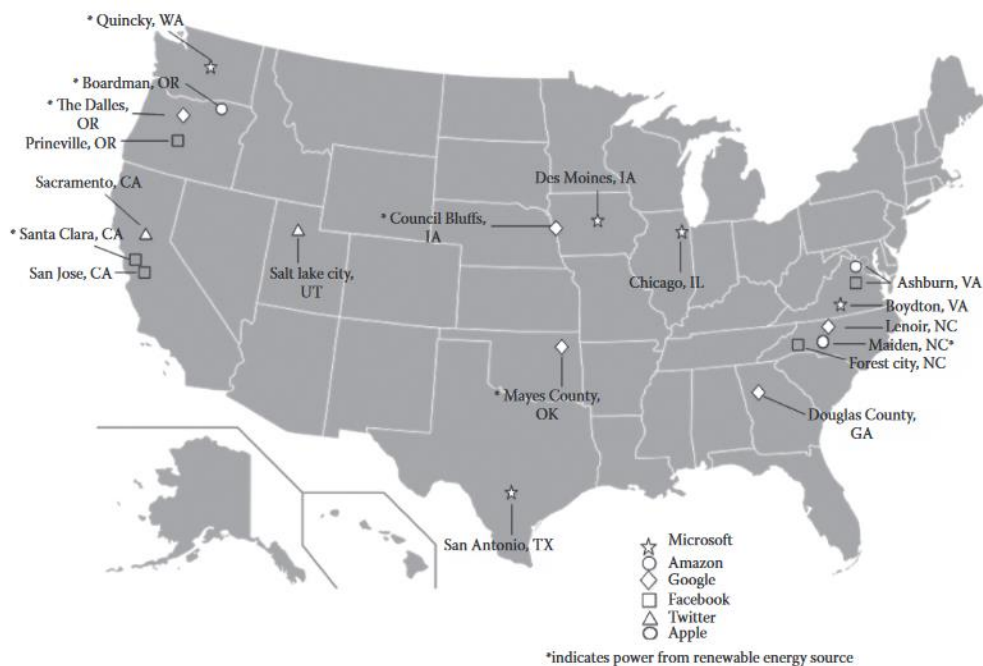 * Quincky, WA
* Boardman, OR
* The Dalles,
OR
Prineville, OR
Sacramento, CA
* Santa Clara, CA
San Jose, CA
Salt lake city,
UT
* Council Bluffs,
IA
Des Moines, IA
Chicago, IL
* Mayes County,
OK
San Antonio, TX
Ashburn, VA
Boydton, VA
Lenoir, NC
Maiden, NC*
Forest city, NC
Douglas County,
GA
Microsoft
Amazon
Google
Facebook
Twitter
Apple
*indicates power from renewable energy source